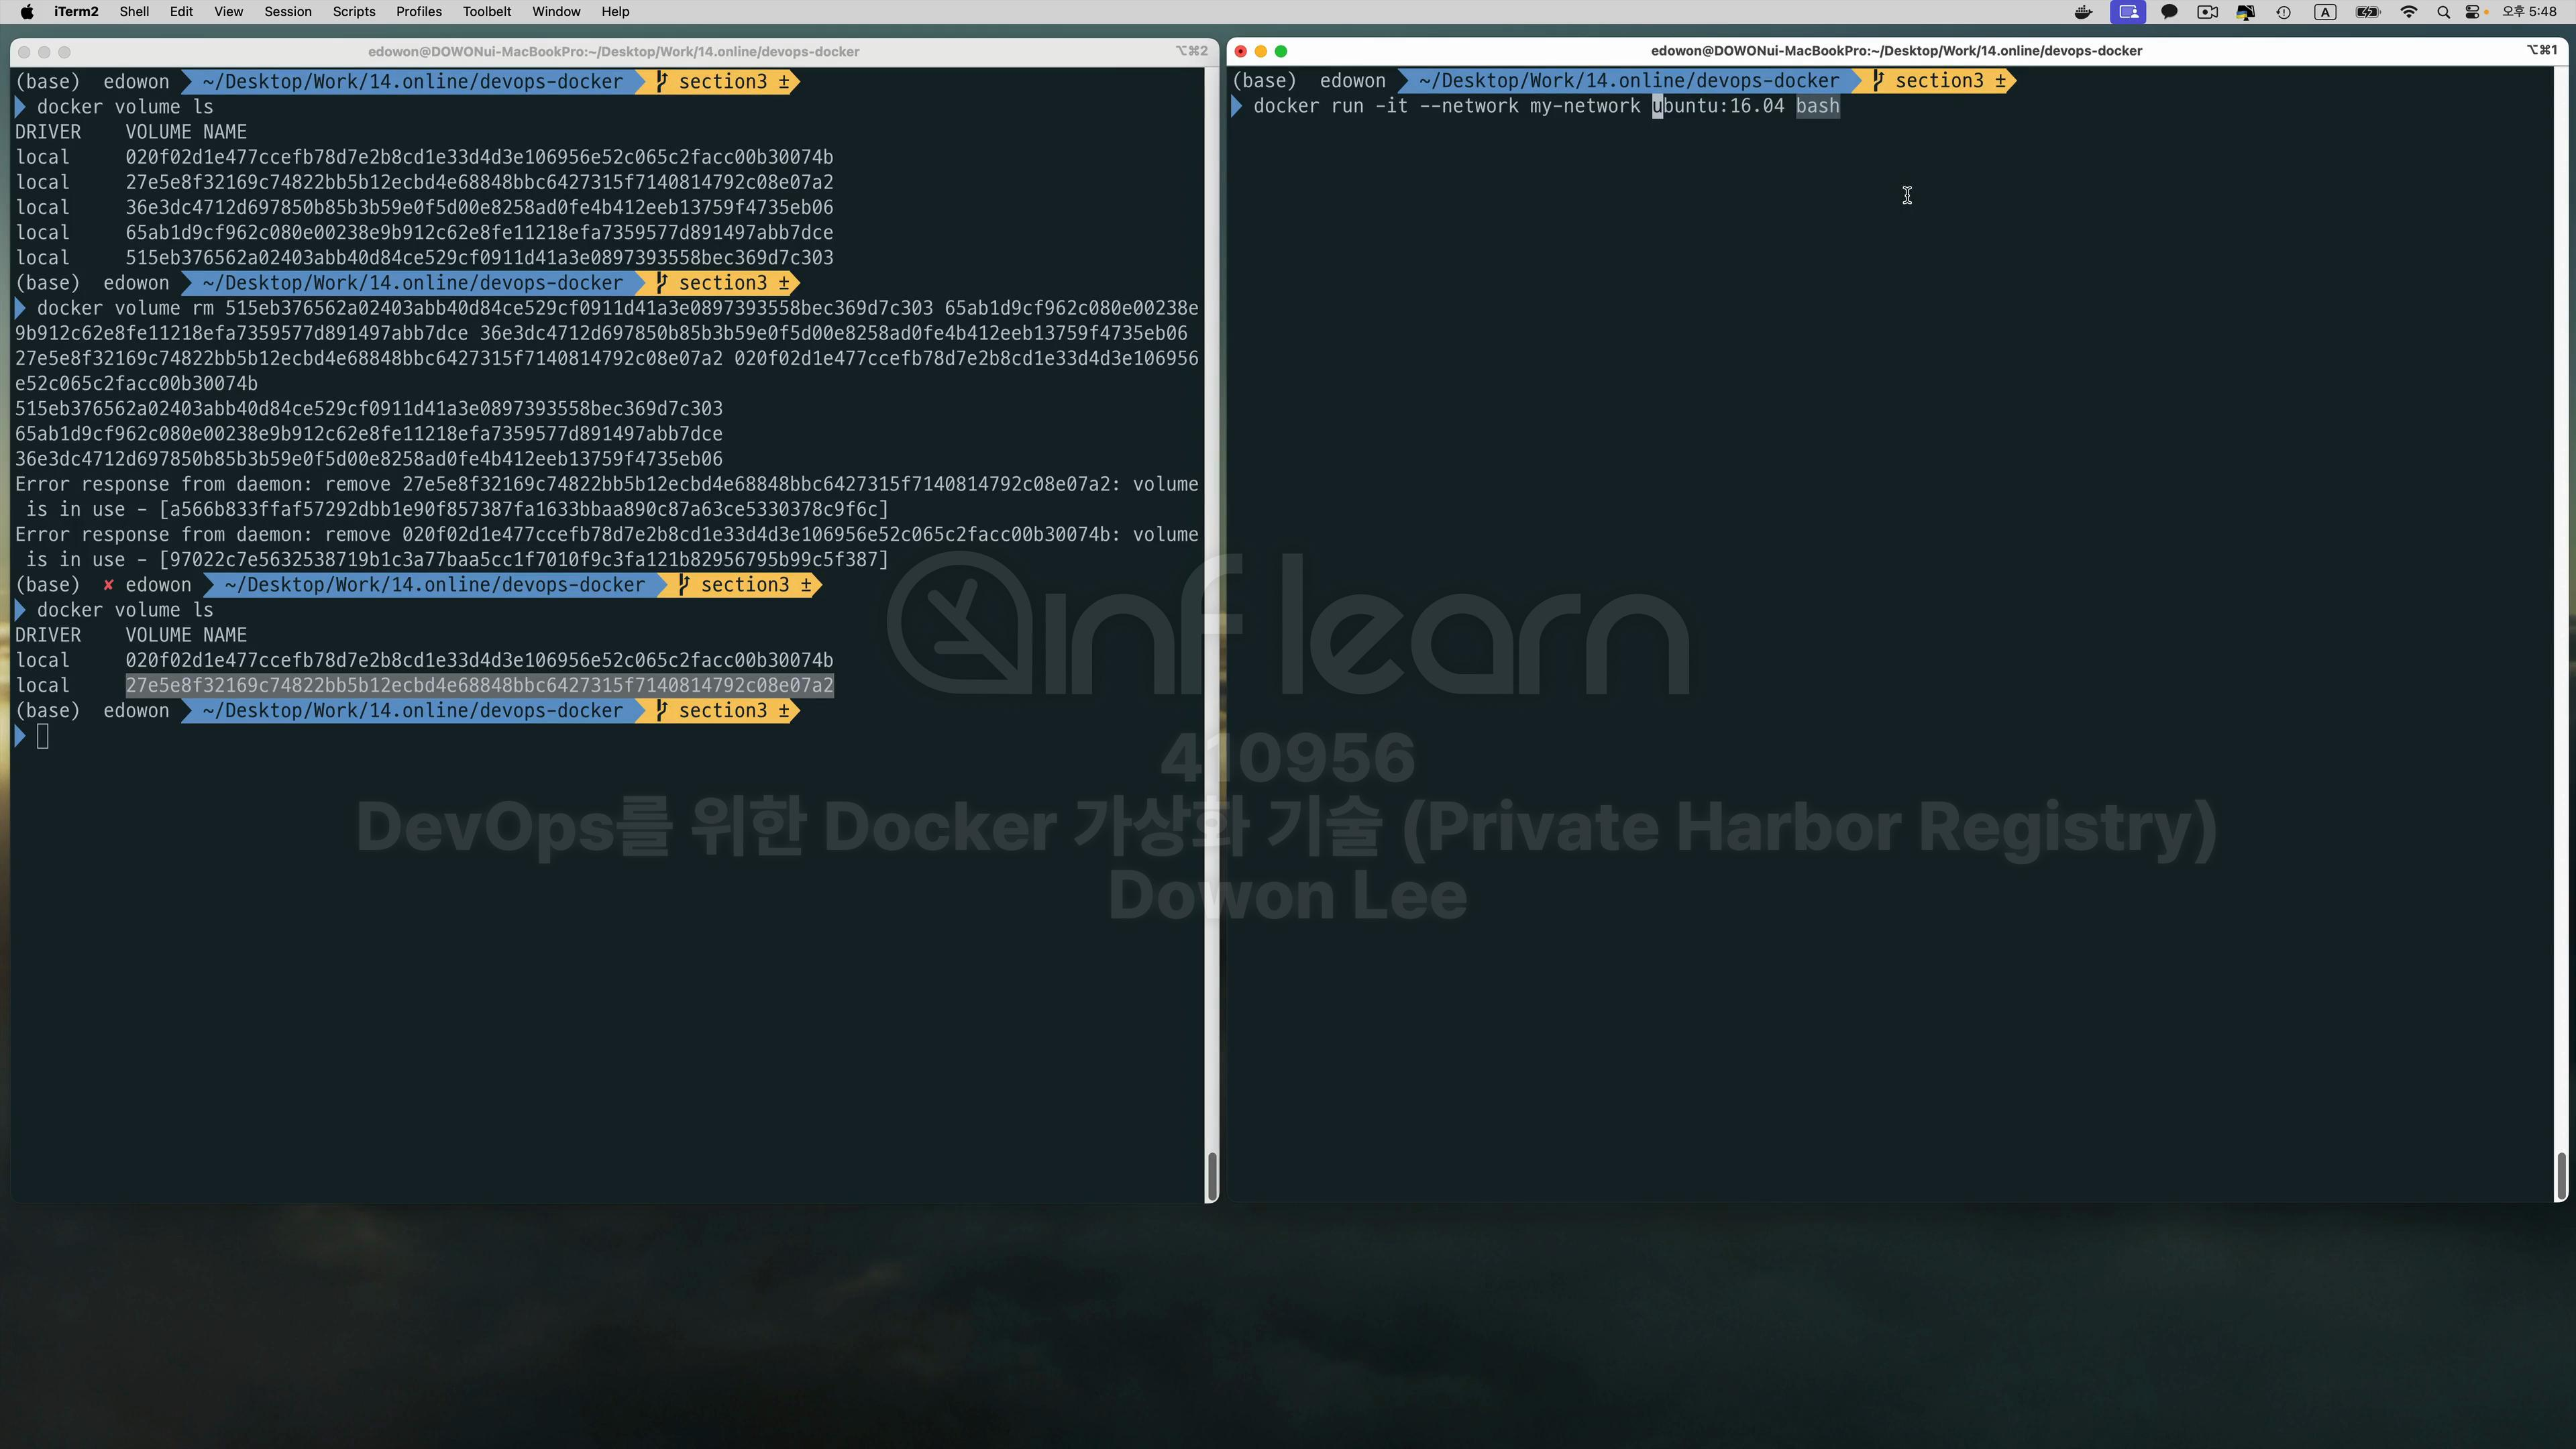 iTerm2 Shell Edit View Session Scripts Profiles Toolbelt Window Help
A 오후 5:48
edowon@DOWONui-MacBookPro:~/Desktop/Work/14.online/devops-docker ⌥⌘2
(base) edowon ~/Desktop/Work/14.online/devops-docker section3 ±
docker volume ls
DRIVER VOLUME NAME
local 020f02d1e477ccefb78d7e2b8cd1e33d4d3e106956e52c065c2facc00b30074b
local 27e5e8f32169c74822bb5b12ecbd4e68848bbc6427315f7140814792c08e07a2
local 36e3dc4712d697850b85b3b59e0f5d00e8258ad0fe4b412eeb13759f4735eb06
local 65ab1d9cf962c080e00238e9b912c62e8fe11218efa7359577d891497abb7dce
local 515eb376562a02403abb40d84ce529cf0911d41a3e0897393558bec369d7c303
(base) edowon ~/Desktop/Work/14.online/devops-docker section3 ±
docker volume rm 515eb376562a02403abb40d84ce529cf0911d41a3e0897393558bec369d7c303 65ab1d9cf962c080e00238e
9b912c62e8fe11218efa7359577d891497abb7dce 36e3dc4712d697850b85b3b59e0f5d00e8258ad0fe4b412eeb13759f4735eb06
27e5e8f32169c74822bb5b12ecbd4e68848bbc6427315f7140814792c08e07a2 020f02d1e477ccefb78d7e2b8cd1e33d4d3e106956
e52c065c2facc00b30074b
515eb376562a02403abb40d84ce529cf0911d41a3e0897393558bec369d7c303
65ab1d9cf962c080e00238e9b912c62e8fe11218efa7359577d891497abb7dce
36e3dc4712d697850b85b3b59e0f5d00e8258ad0fe4b412eeb13759f4735eb06
Error response from daemon: remove 27e5e8f32169c74822bb5b12ecbd4e68848bbc6427315f7140814792c08e07a2: volume
is in use - [a566b833ffaf57292dbb1e90f857387fa1633bbaa890c87a63ce5330378c9f6c]
Error response from daemon: remove 020f02d1e477ccefb78d7e2b8cd1e33d4d3e106956e52c065c2facc00b30074b: volume
is in use - [97022c7e5632538719b1c3a77baa5cc1f7010f9c3fa121b82956795b99c5f387]
(base) ✘ edowon ~/Desktop/Work/14.online/devops-docker section3 ±
docker volume ls
DRIVER VOLUME NAME
local 020f02d1e477ccefb78d7e2b8cd1e33d4d3e106956e52c065c2facc00b30074b
local 27e5e8f32169c74822bb5b12ecbd4e68848bbc6427315f7140814792c08e07a2
(base) edowon ~/Desktop/Work/14.online/devops-docker section3 ±
edowon@DOWONui-MacBookPro:~/Desktop/Work/14.online/devops-docker ⌥⌘1
(base) edowon ~/Desktop/Work/14.online/devops-docker section3 ±
docker run -it --network my-network ubuntu:16.04 bash
inflearn
410956
DevOps를 위한 Docker 가상화 기술 (Private Harbor Registry)
Dowon Lee